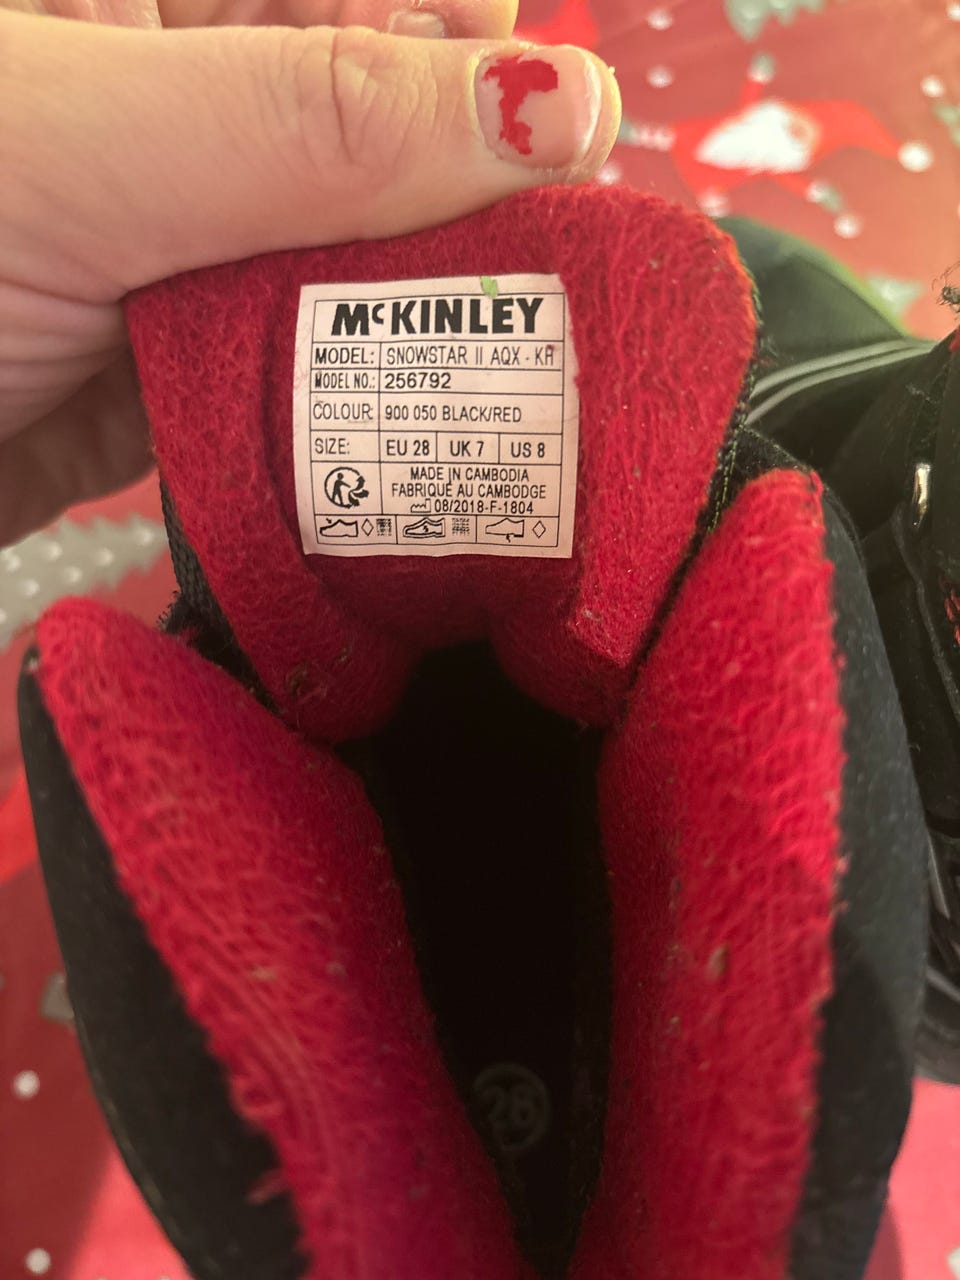 McKINLEY
MODEL: SNOWSTAR II AQX - KR
MODEL NO.: 256792
COLOUR: 900 050 BLACK/RED
SIZE: EU 28 UK 7 US 8
MADE IN CAMBODIA
FABRIQUÉ AU CAMBODGE
08/2018-F-1804
28